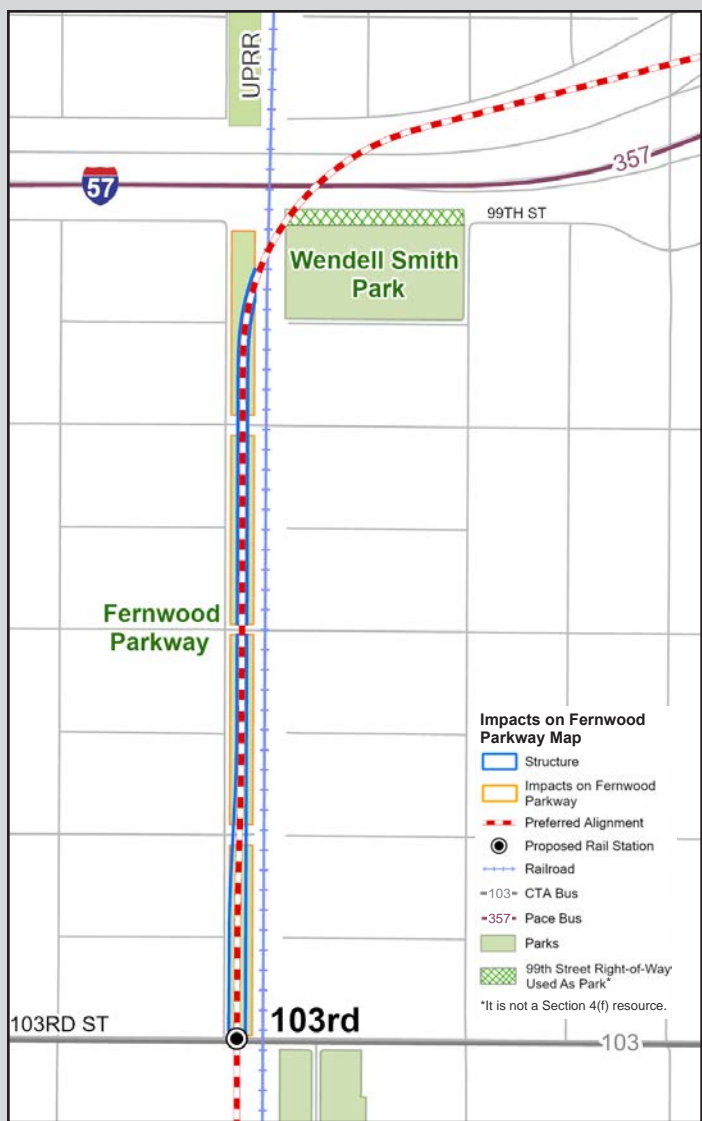 UPRR
57
357
99TH ST
Wendell Smith
Park
Fernwood
Parkway
Impacts on Fernwood
Parkway Map
Structure
Impacts on Fernwood
Parkway
Preferred Alignment
Proposed Rail Station
Railroad
103 CTA Bus
357 Pace Bus
Parks
99th Street Right-of-Way
Used As Park*
*It is not a Section 4(f) resource.
103RD ST
103rd
103